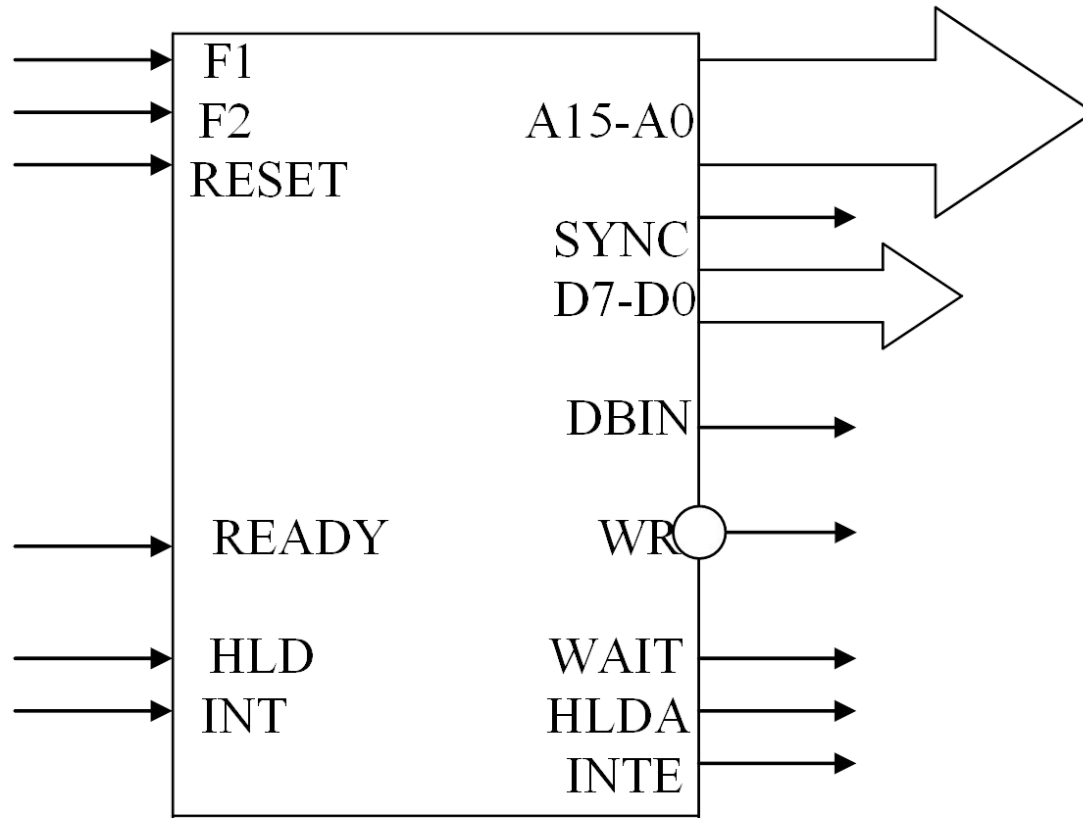 F1
F2
A15-A0
RESET
SYNC
D7-D0
DBIN
READY
WR
HLD
WAIT
INT
HLDA
INTE